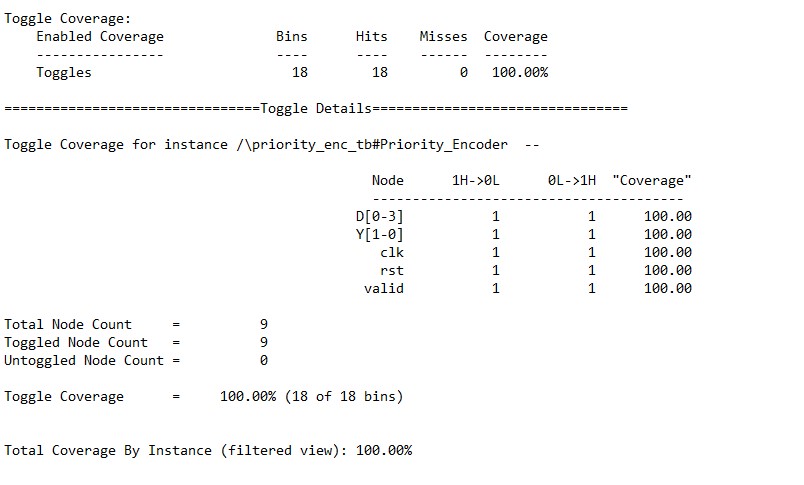 Toggle Coverage:
    Enabled Coverage              Bins      Hits    Misses  Coverage
    ----------------              ----      ----    ------  --------
    Toggles                         18        18         0   100.00%
================================Toggle Details================================
Toggle Coverage for instance /\priority_enc_tb#Priority_Encoder  --
                                              Node      1H->0L      0L->1H  "Coverage"
                                              ---------------------------------------
                                            D[0-3]           1           1      100.00
                                            Y[1-0]           1           1      100.00
                                               clk           1           1      100.00
                                               rst           1           1      100.00
                                             valid           1           1      100.00
Total Node Count     =          9
Toggled Node Count   =          9
Untoggled Node Count =          0
Toggle Coverage      =     100.00% (18 of 18 bins)
Total Coverage By Instance (filtered view): 100.00%